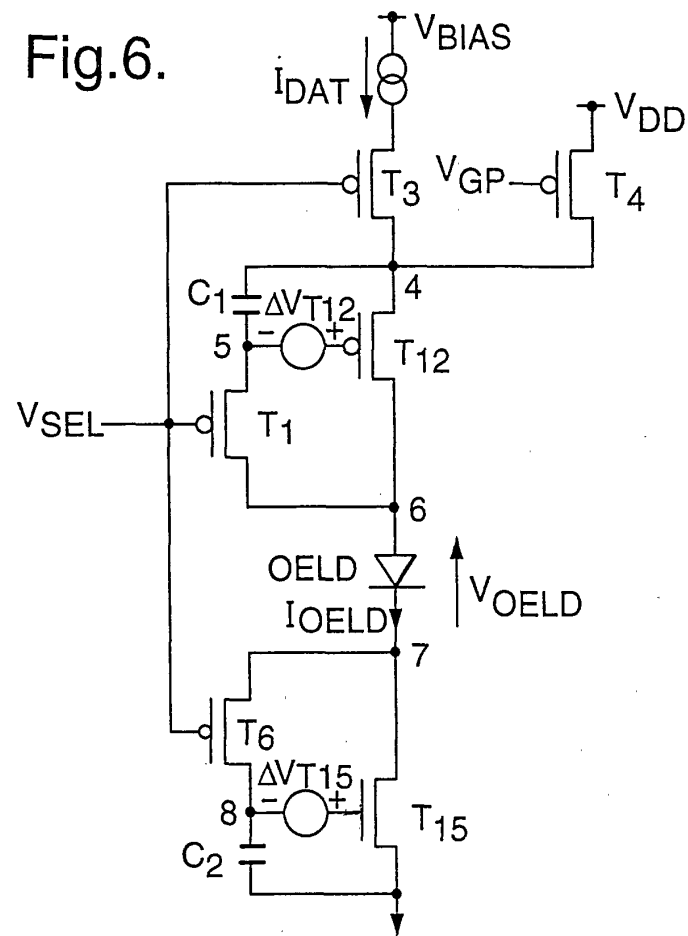 Fig.6.
VBIAS
IDAT
VDD
T3
VGP
T4
4
C1
ΔVT12
- +
5
T12
VSEL
T1
6
OELD
VOELD
IOELD
7
T6
ΔVT15
- +
8
T15
C2